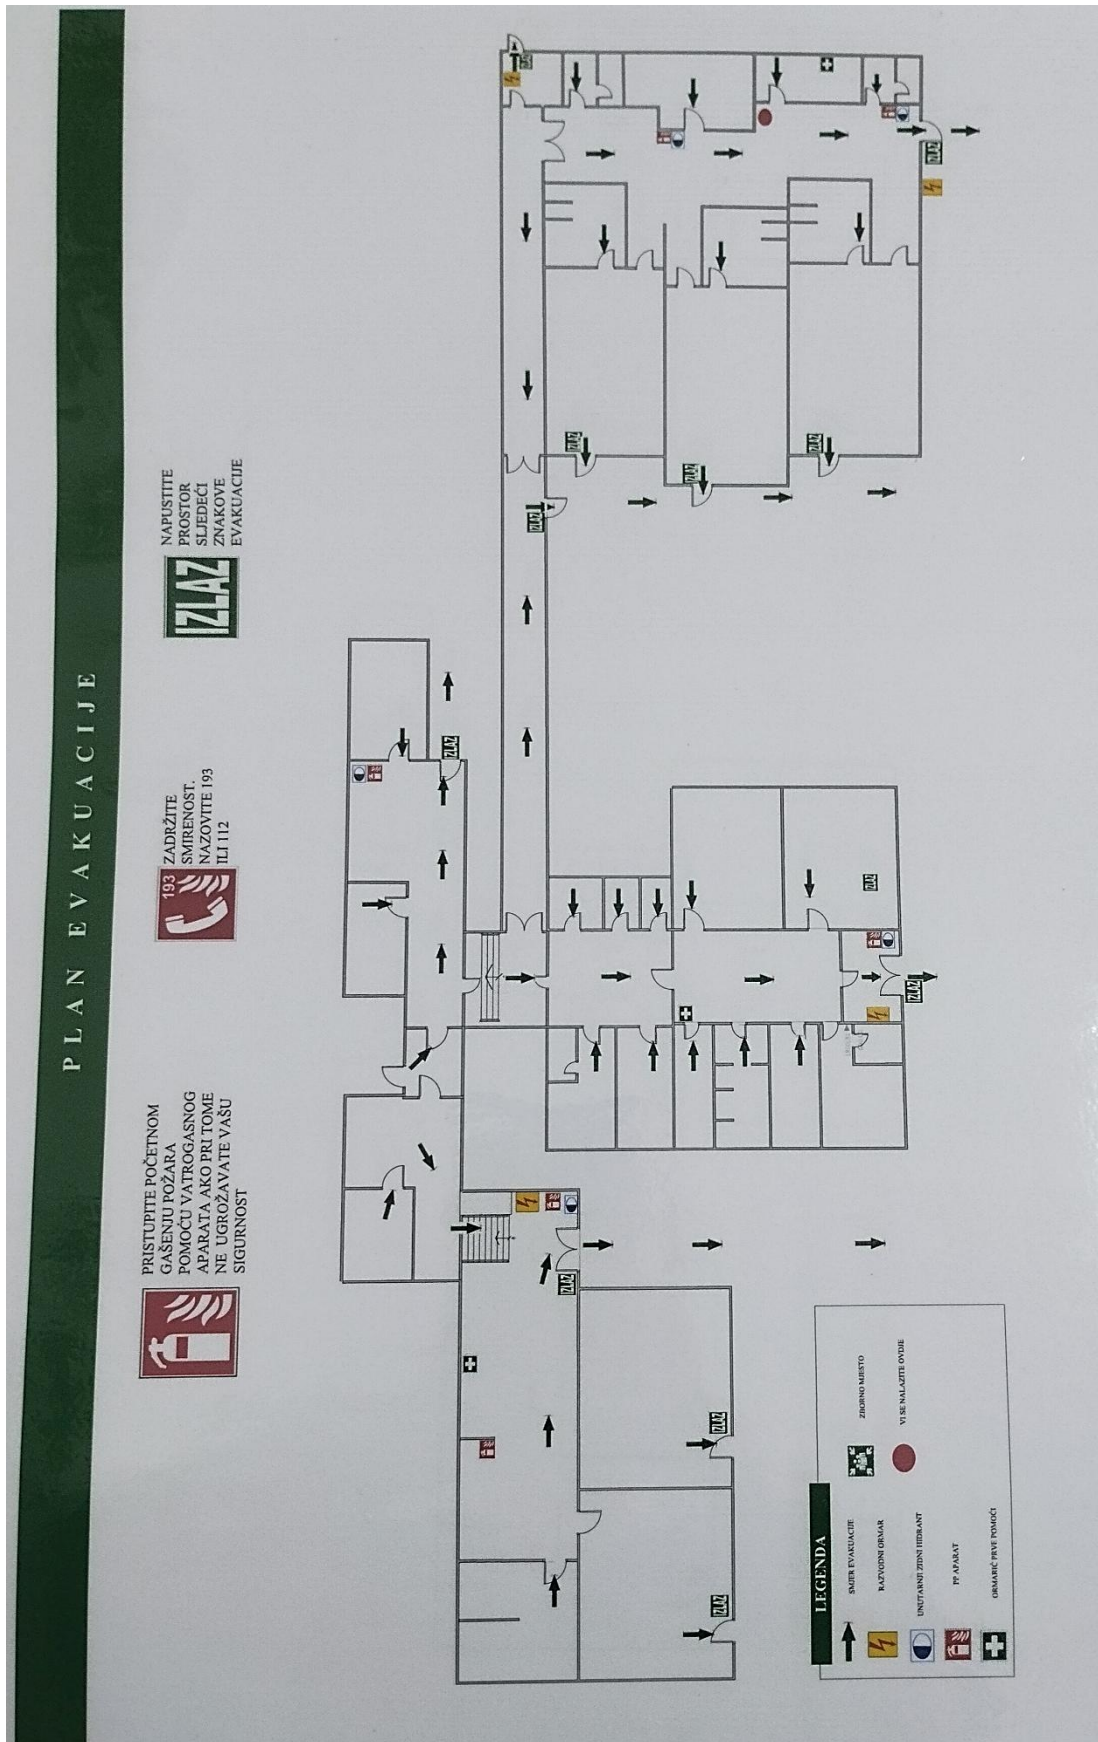 PLAN EVAKUACIJE
PRISTUPITE POČETNOM
GAŠENJU POŽARA
POMOĆU VATROGASNOG
APARATA AKO PRI TOME
NE UGROŽAVATE VAŠU
SIGURNOST
193
ZADRŽITE
SMIRENOST.
NAZOVITE 193
ILI 112
IZLAZ
NAPUSTITE
PROSTOR
SLJEDEĆI
ZNAKOVE
EVAKUACIJE
IZLAZ
IZLAZ
IZLAZ
IZLAZ
IZLAZ
IZLAZ
IZLAZ
IZLAZ
IZLAZ
IZLAZ
IZLAZ
IZLAZ
IZLAZ
LEGENDA
SMJER EVAKUACIJE
RAZVODNI ORMAR
UNUTARNJI ZIDNI HIDRANT
PP APARAT
ORMARIĆ PRVE POMOĆI
ZBORNO MJESTO
VI SE NALAZITE OVDJE